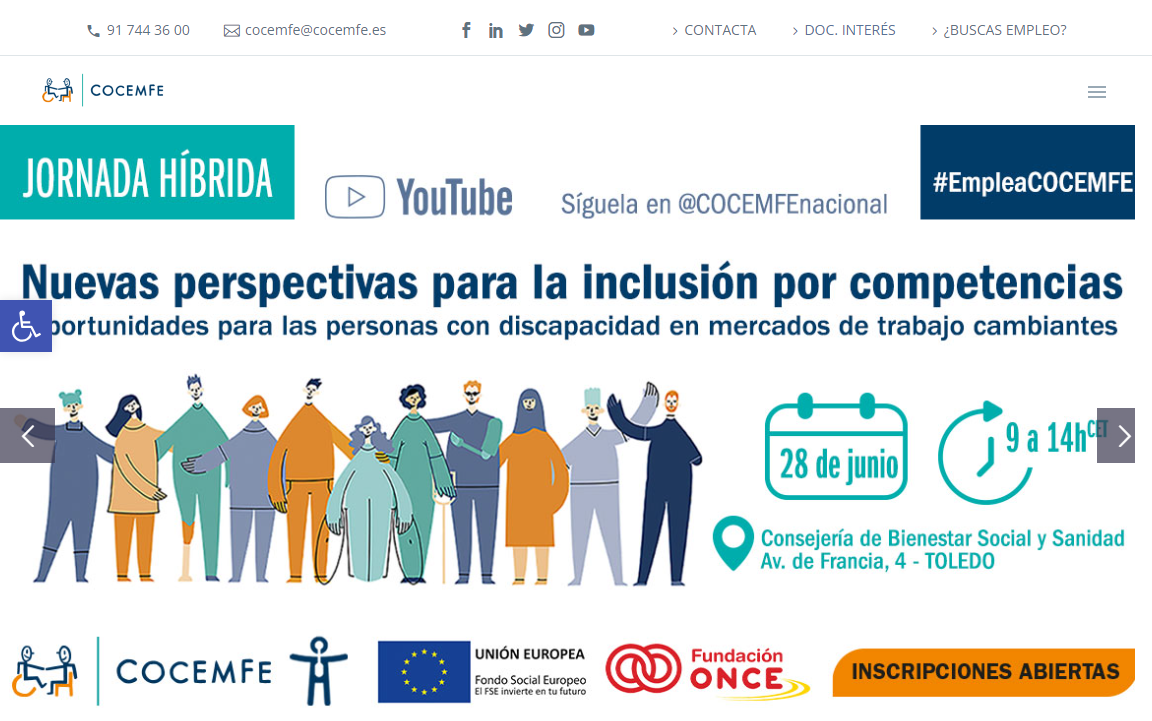 91 744 36 00
cocemfe@cocemfe.es
CONTACTA
DOC. INTERÉS
¿BUSCAS EMPLEO?
COCEMFE
JORNADA HÍBRIDA
YouTube
Síguela en @COCEMFEnacional
#EmpleaCOCEMFE
Nuevas perspectivas para la inclusión por competencias
portunidades para las personas con discapacidad en mercados de trabajo cambiantes
28 de junio
9 a 14h CET
Consejería de Bienestar Social y Sanidad
Av. de Francia, 4 - TOLEDO
COCEMFE
UNIÓN EUROPEA
Fondo Social Europeo
El FSE invierte en tu futuro
Fundación
ONCE
INSCRIPCIONES ABIERTAS